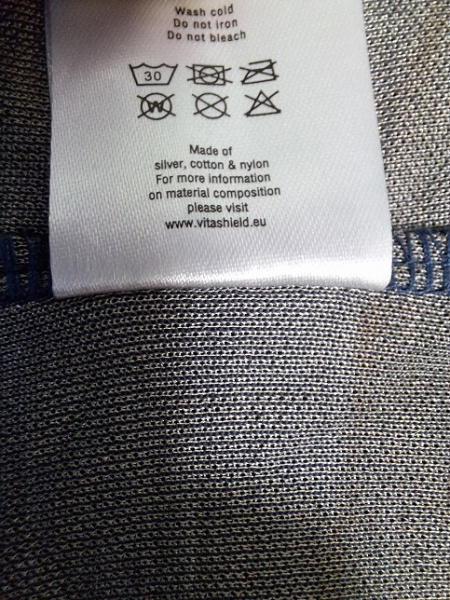 Wash cold
Do not iron
Do not bleach
30
W
Made of
silver, cotton & nylon
For more information
on material composition
please visit
www.vitashield.eu